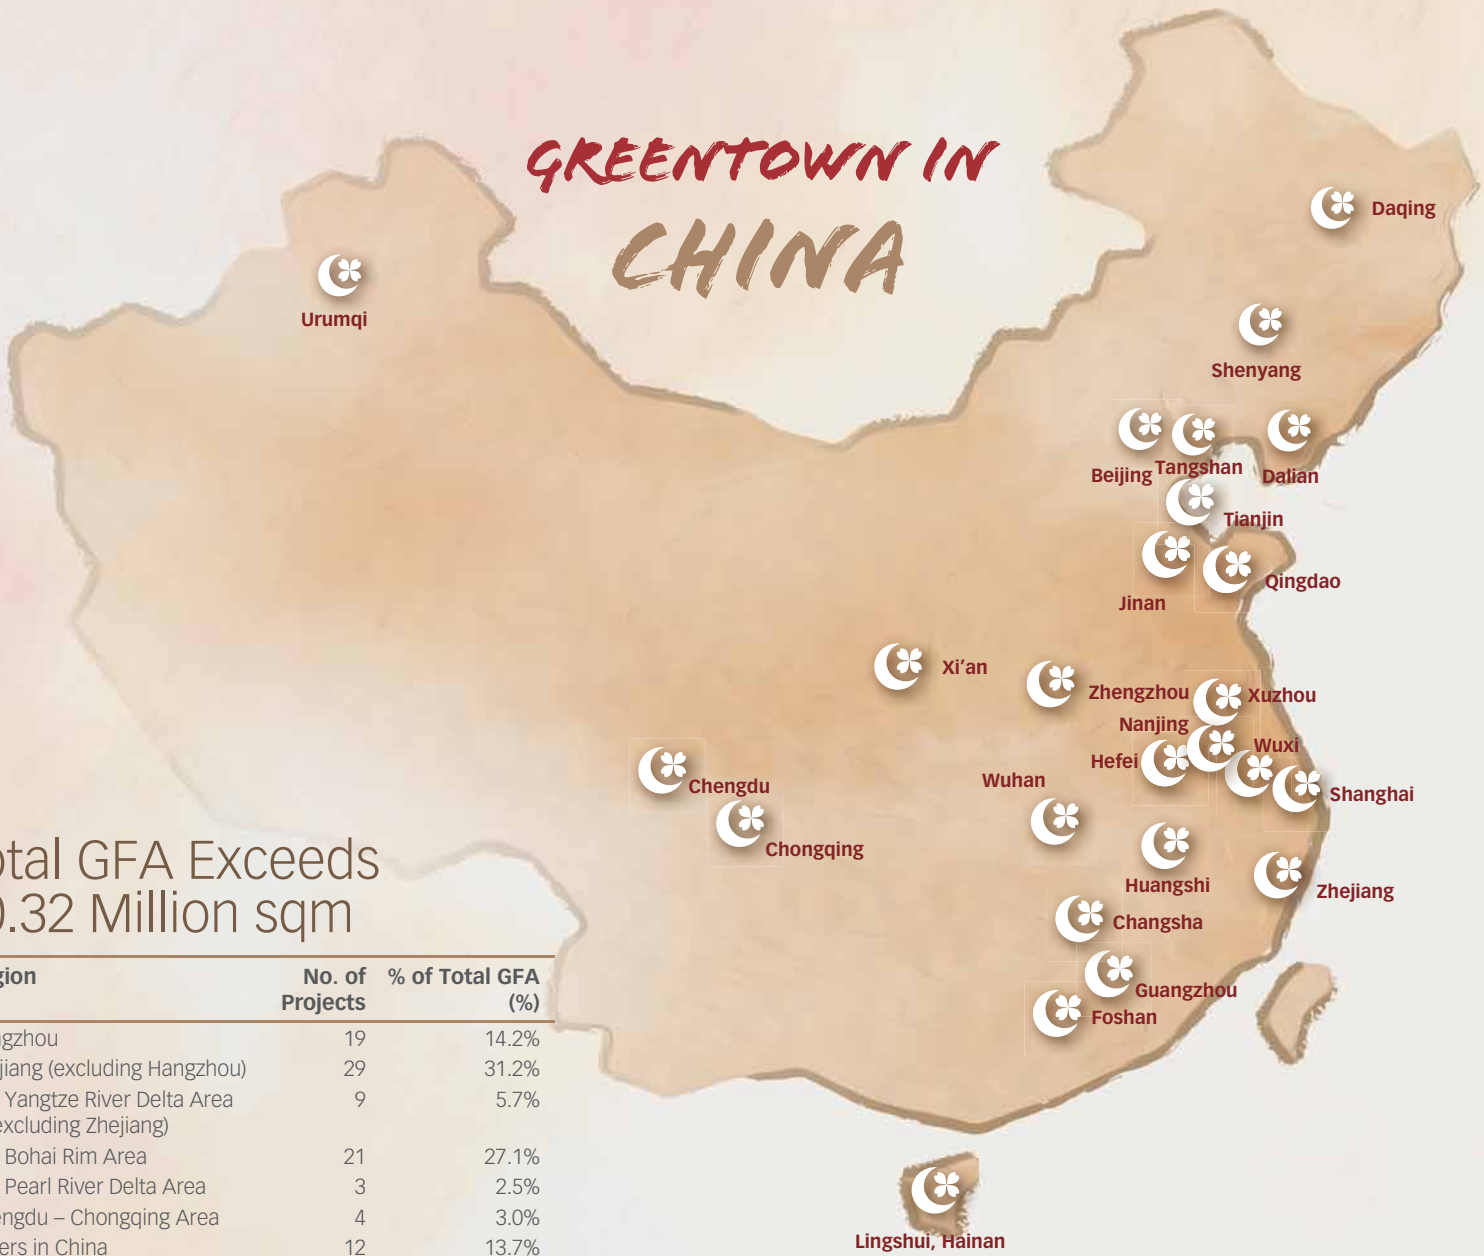 GREENTOWN IN
CHINA
Daqing
Urumqi
Shenyang
Beijing
Tangshan
Dalian
Tianjin
Qingdao
Jinan
Xi'an
Zhengzhou
Xuzhou
Nanjing
Hefei
Wuxi
Wuhan
Shanghai
Chengdu
Chongqing
Huangshi
Zhejiang
Changsha
Guangzhou
Foshan
Lingshui, Hainan
otal GFA Exceeds
0.32 Million sqm
gion No. of Projects % of Total GFA (%)
ngzhou 19 14.2%
jiang (excluding Hangzhou) 29 31.2%
Yangtze River Delta Area 9 5.7%
excluding Zhejiang)
Bohai Rim Area 21 27.1%
Pearl River Delta Area 3 2.5%
engdu – Chongqing Area 4 3.0%
ers in China 12 13.7%